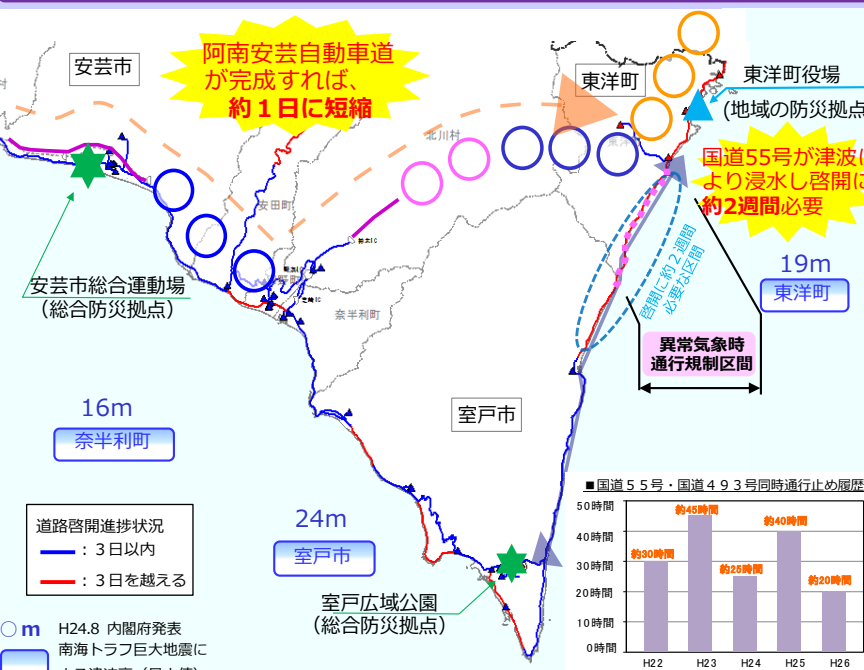 安芸市
阿南安芸自動車道
が完成すれば、
約１日に短縮
東洋町
東洋町役場
(地域の防災拠点
国道55号が津波に
より浸水し啓開に
約2週間必要
北川村
安田町
奈半利町
安芸市総合運動場
（総合防災拠点）
啓開に約２週間
必要な区間
19m
東洋町
異常気象時
通行規制区間
16m
奈半利町
室戸市
24m
室戸市
室戸広域公園
（総合防災拠点）
道路啓開進捗状況
：３日以内
：３日を越える
○m H24.8 内閣府発表
南海トラフ巨大地震に
■国道５５号・国道４９３号同時通行止め履歴
50時間
40時間
30時間
20時間
10時間
0時間
約30時間
約45時間
約25時間
約40時間
約20時間
H22 H23 H24 H25 H26